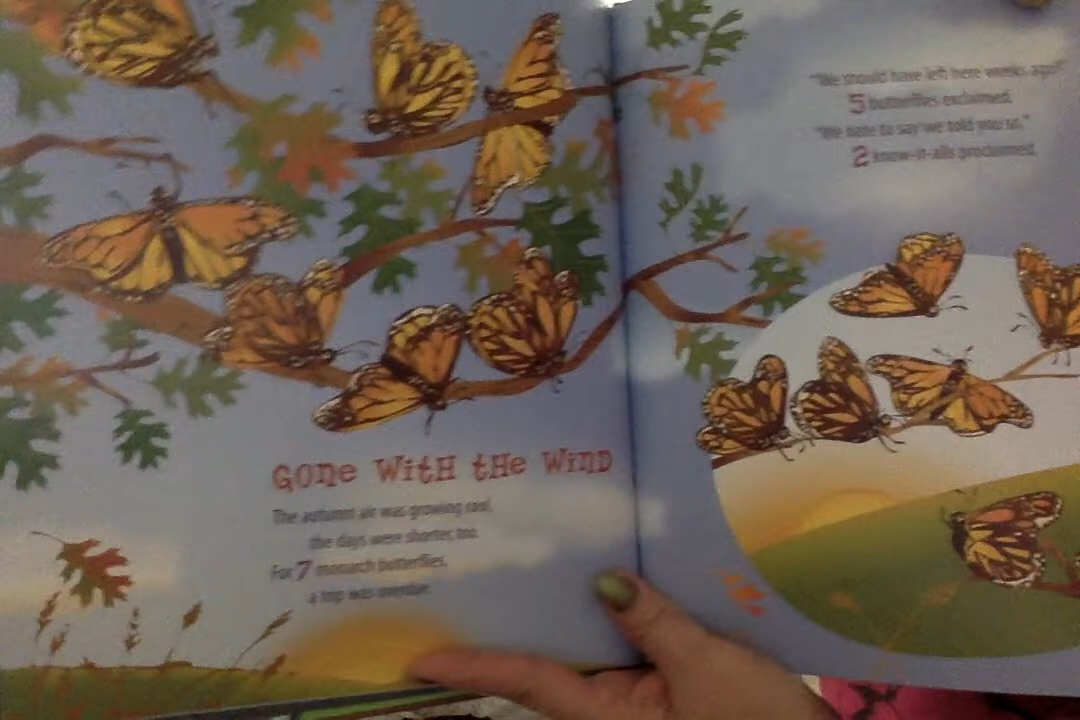 GONE WITH THE WIND
The autumn air was growing cool,
the days were shorter, too.
For 7 monarch butterflies,
a trip was overdue.
"We should have left here weeks ago!"
5 butterflies exclaimed.
"We hate to say we told you so,"
2 know-it-alls proclaimed.